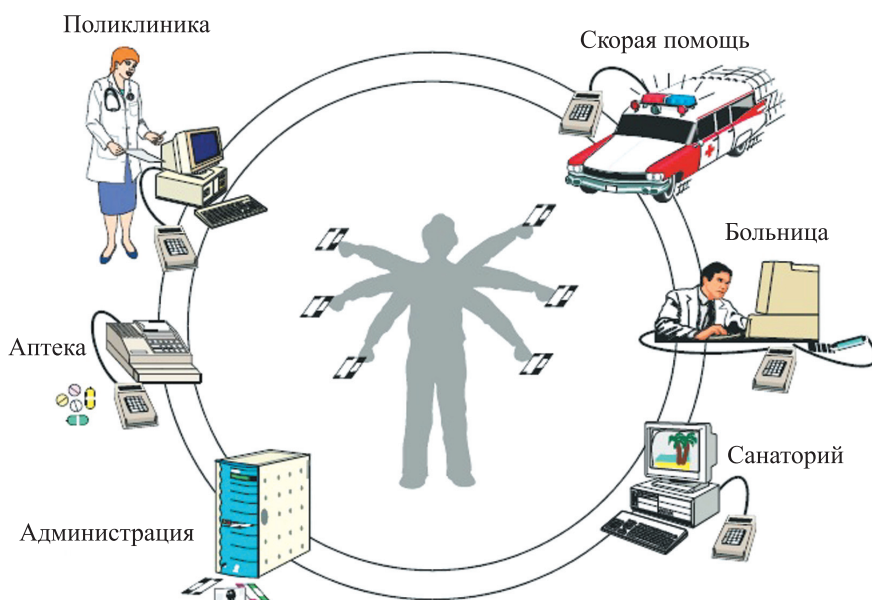 Поликлиника
Скорая помощь
Больница
Аптека
Санаторий
Администрация